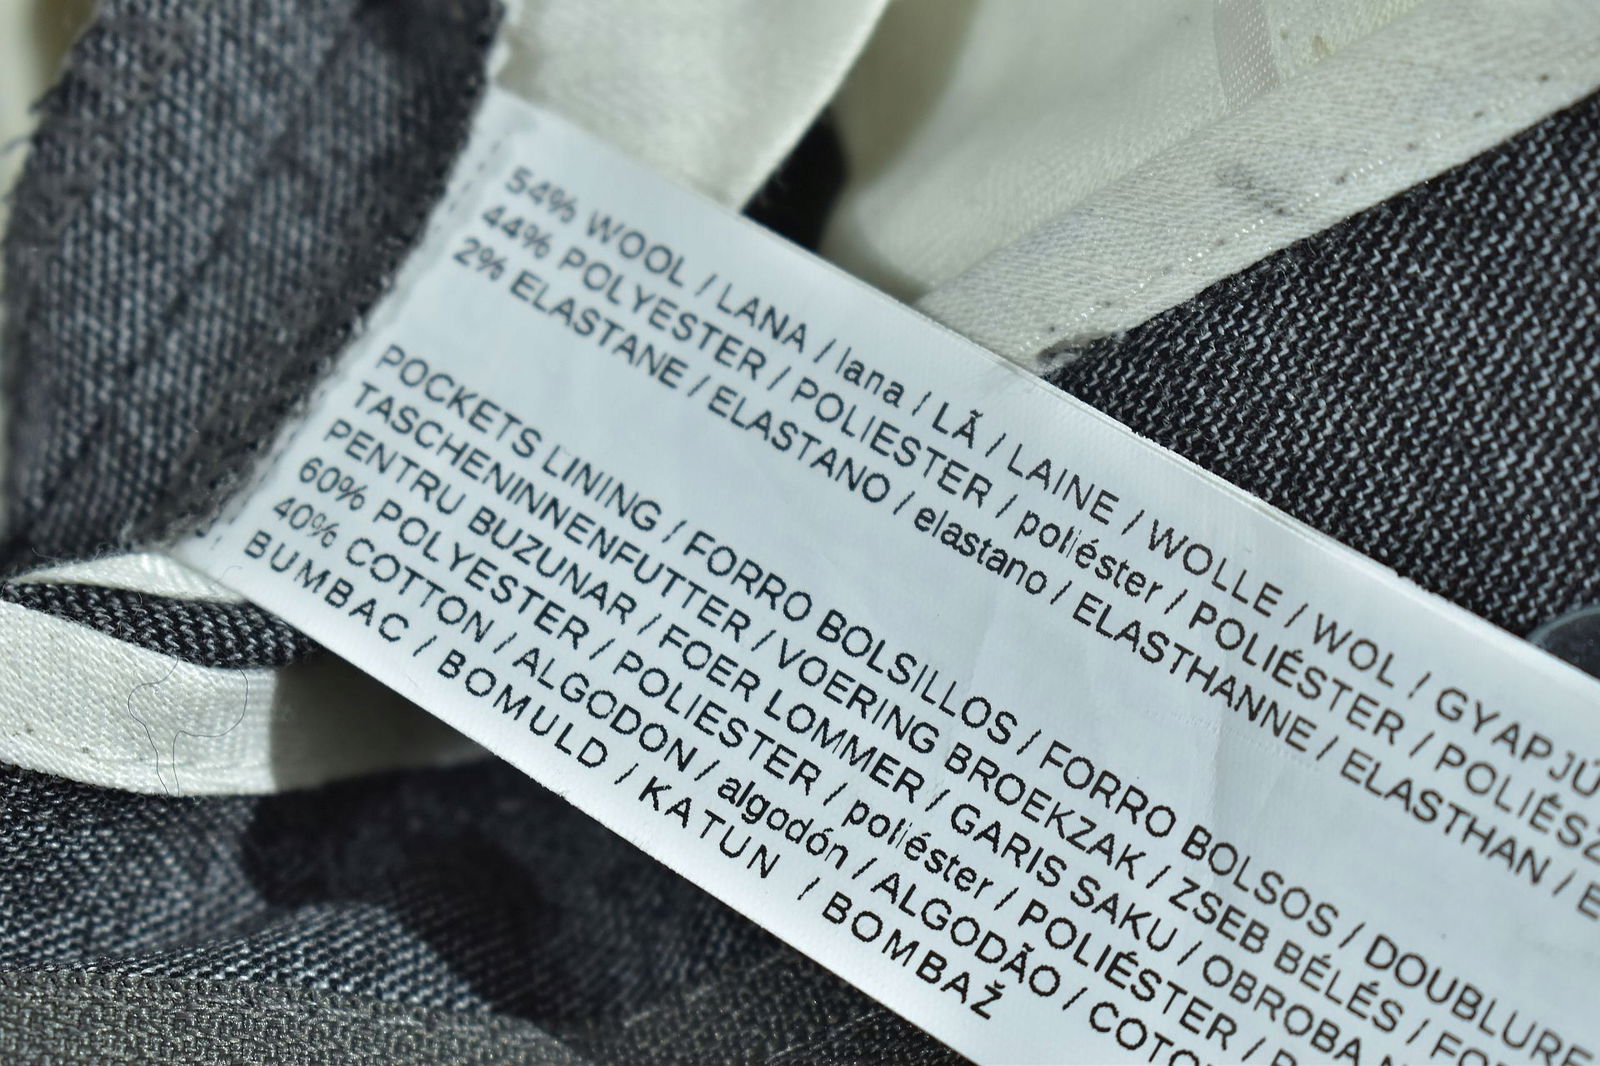 54% WOOL / LANA / lana / LÃ / LAINE / WOLLE / WOL / GYAPJÚ
44% POLYESTER / POLIESTER / poliéster / POLIÉSTER / POLIÉSZ
2% ELASTANE / ELASTANO / elastano / ELASTHANNE / ELASTHAN / E
POCKETS LINING / FORRO BOLSILLOS / FORRO BOLSOS / DOUBLURE
TASCHENINNENFUTTER / VOERING BROEKZAK / ZSEB BÉLÉS / FO
PENTRU BUZUNAR / FOER LOMMER / GARIS SAKU / OBROBA N
60% POLYESTER / POLIESTER / poliéster / POLIÉSTER / P
40% COTTON / ALGODON / algodón / ALGODÃO / COTO
BUMBAC / BOMULD / KATUN / BOMBAŽ